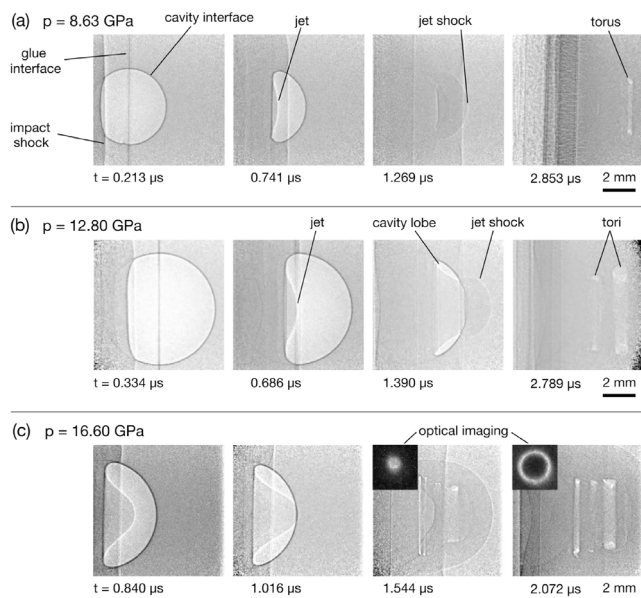 (a) p = 8.63 GPa
cavity interface
jet
jet shock
torus
glue
interface
impact
shock
t = 0.213 µs
0.741 µs
1.269 µs
2.853 µs
2 mm
(b) p = 12.80 GPa
jet
cavity lobe
jet shock
tori
t = 0.334 µs
0.686 µs
1.390 µs
2.789 µs
2 mm
(c) p = 16.60 GPa
optical imaging
t = 0.840 µs
1.016 µs
1.544 µs
2.072 µs
2 mm